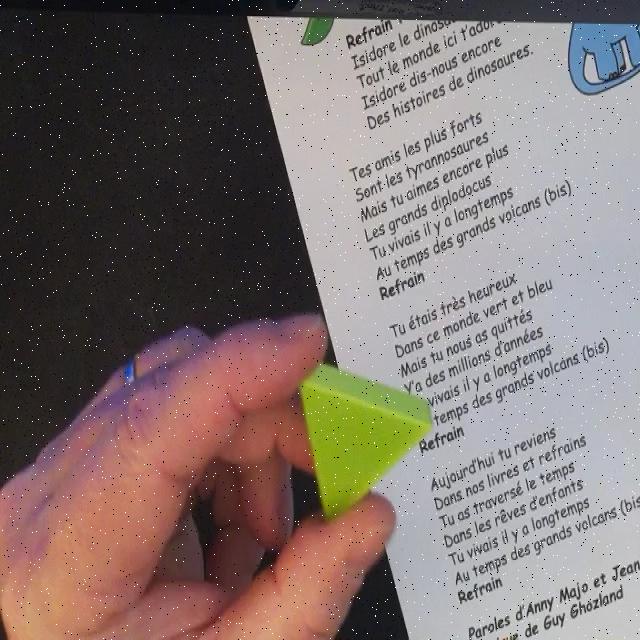 Refrain
Isidore le
Tout le monde ici
Isidore dis-nous encore
Des histoires de dinosaures.
Tes amis les plus forts
Sont les tyrannosaures
Mais tu aimes encore plus
Les grands diplodocus
Tu vivais il y a longtemps
Au temps des grands volcans (bis)
Refrain
Tu étais très heureux
Dans ce monde vert et bleu
Mais tu nous as quittés
Y'a des millions d'années
vivais il y a longtemps
temps des grands volcans (bis)
Refrain
Aujourd'hui tu reviens
Dans nos livres et refrains
Tu as traversé le temps
Dans les rêves d'enfants
Tu vivais il y a longtemps
Au temps des grands volcans (bis
Refrain
Paroles d'Anny Majo et Jean
de Guy Ghozland